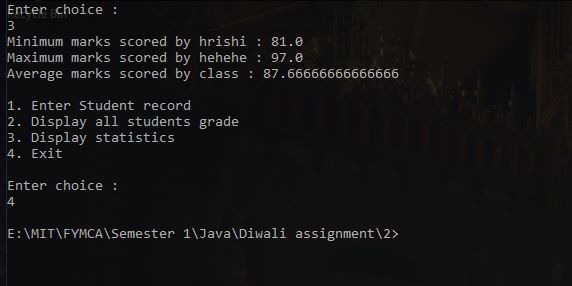 Enter choice :
Recycle Bin
3
Minimum marks scored by hrishi : 81.0
Maximum marks scored by hehehe : 97.0
Average marks scored by class : 87.66666666666666
1. Enter Student record
2. Display all students grade
3. Display statistics
4. Exit
Enter choice :
4
E:\MIT\FYMCA\Semester 1\Java\Diwali assignment\2>